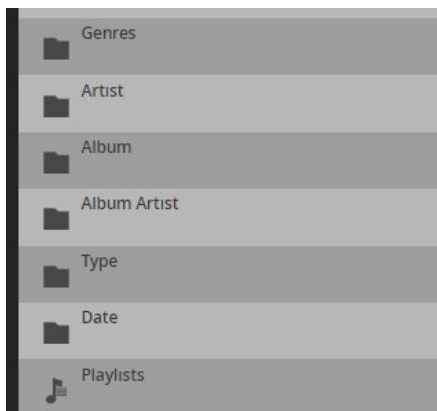 Genres
Artist
Album
Album Artist
Type
Date
Playlists